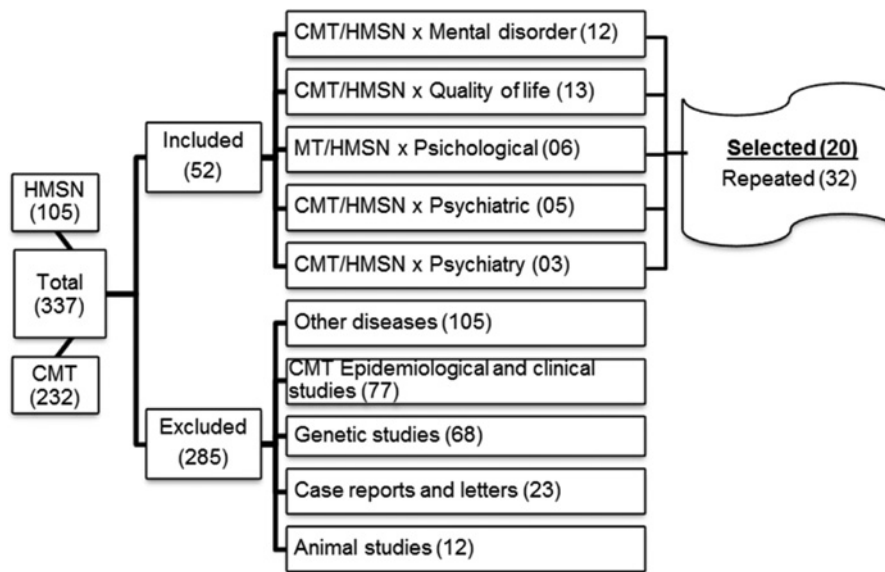 HMSN
(105)
Total
(337)
CMT
(232)
Included
(52)
Excluded
(285)
CMT/HMSN x Mental disorder (12)
CMT/HMSN x Quality of life (13)
MT/HMSN x Psichological (06)
CMT/HMSN x Psychiatric (05)
CMT/HMSN x Psychiatry (03)
Other diseases (105)
CMT Epidemiological and clinical
studies (77)
Genetic studies (68)
Case reports and letters (23)
Animal studies (12)
Selected (20)
Repeated (32)